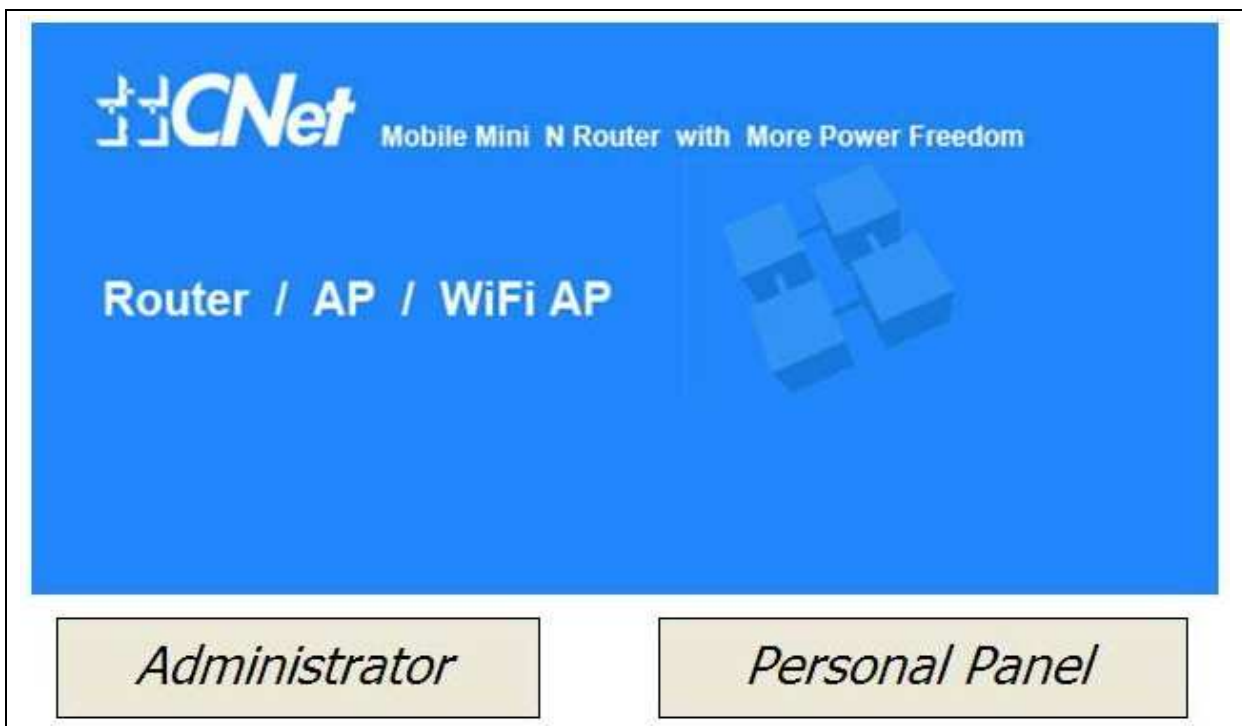 CNet Mobile Mini N Router with More Power Freedom
Router / AP / WiFi AP
Administrator
Personal Panel